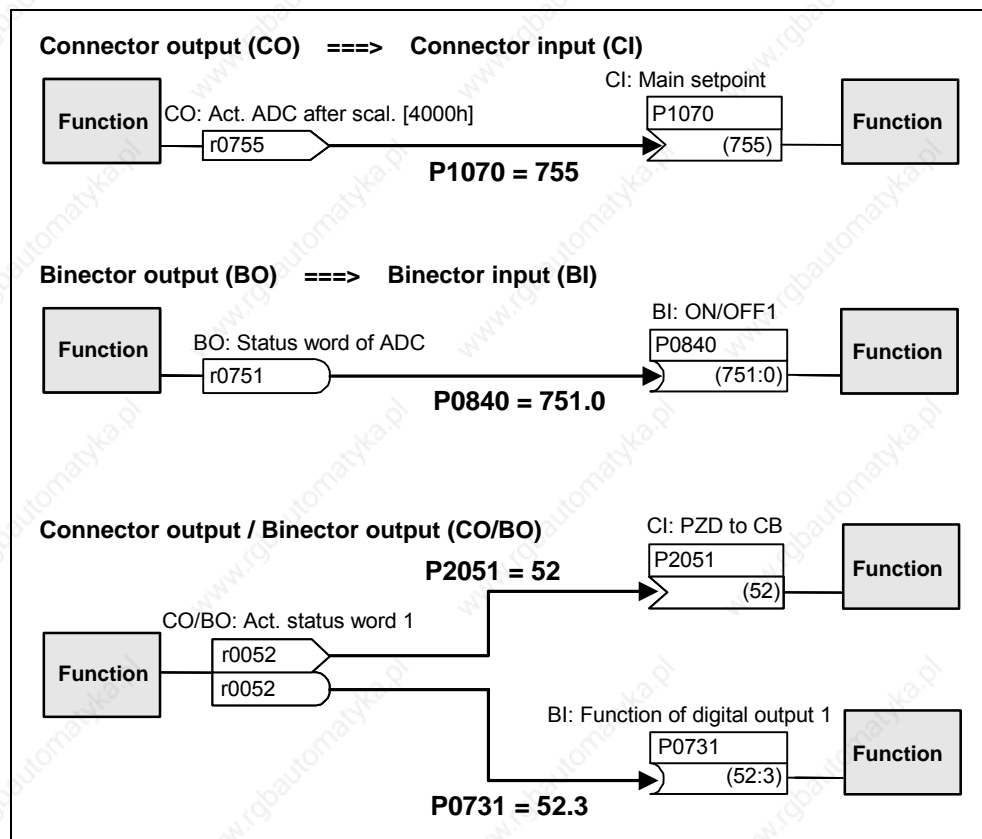 Connector output (CO) ===> Connector input (CI)
CI: Main setpoint
Function
CO: Act. ADC after scal. [4000h]
r0755
P1070
(755)
Function
P1070 = 755
Binector output (BO) ===> Binector input (BI)
BI: ON/OFF1
Function
BO: Status word of ADC
r0751
P0840
(751:0)
Function
P0840 = 751.0
Connector output / Binector output (CO/BO)
CI: PZD to CB
P2051 = 52
P2051
(52)
Function
CO/BO: Act. status word 1
Function
r0052
r0052
BI: Function of digital output 1
P0731
(52:3)
Function
P0731 = 52.3
www.rgbautomatyka.pl